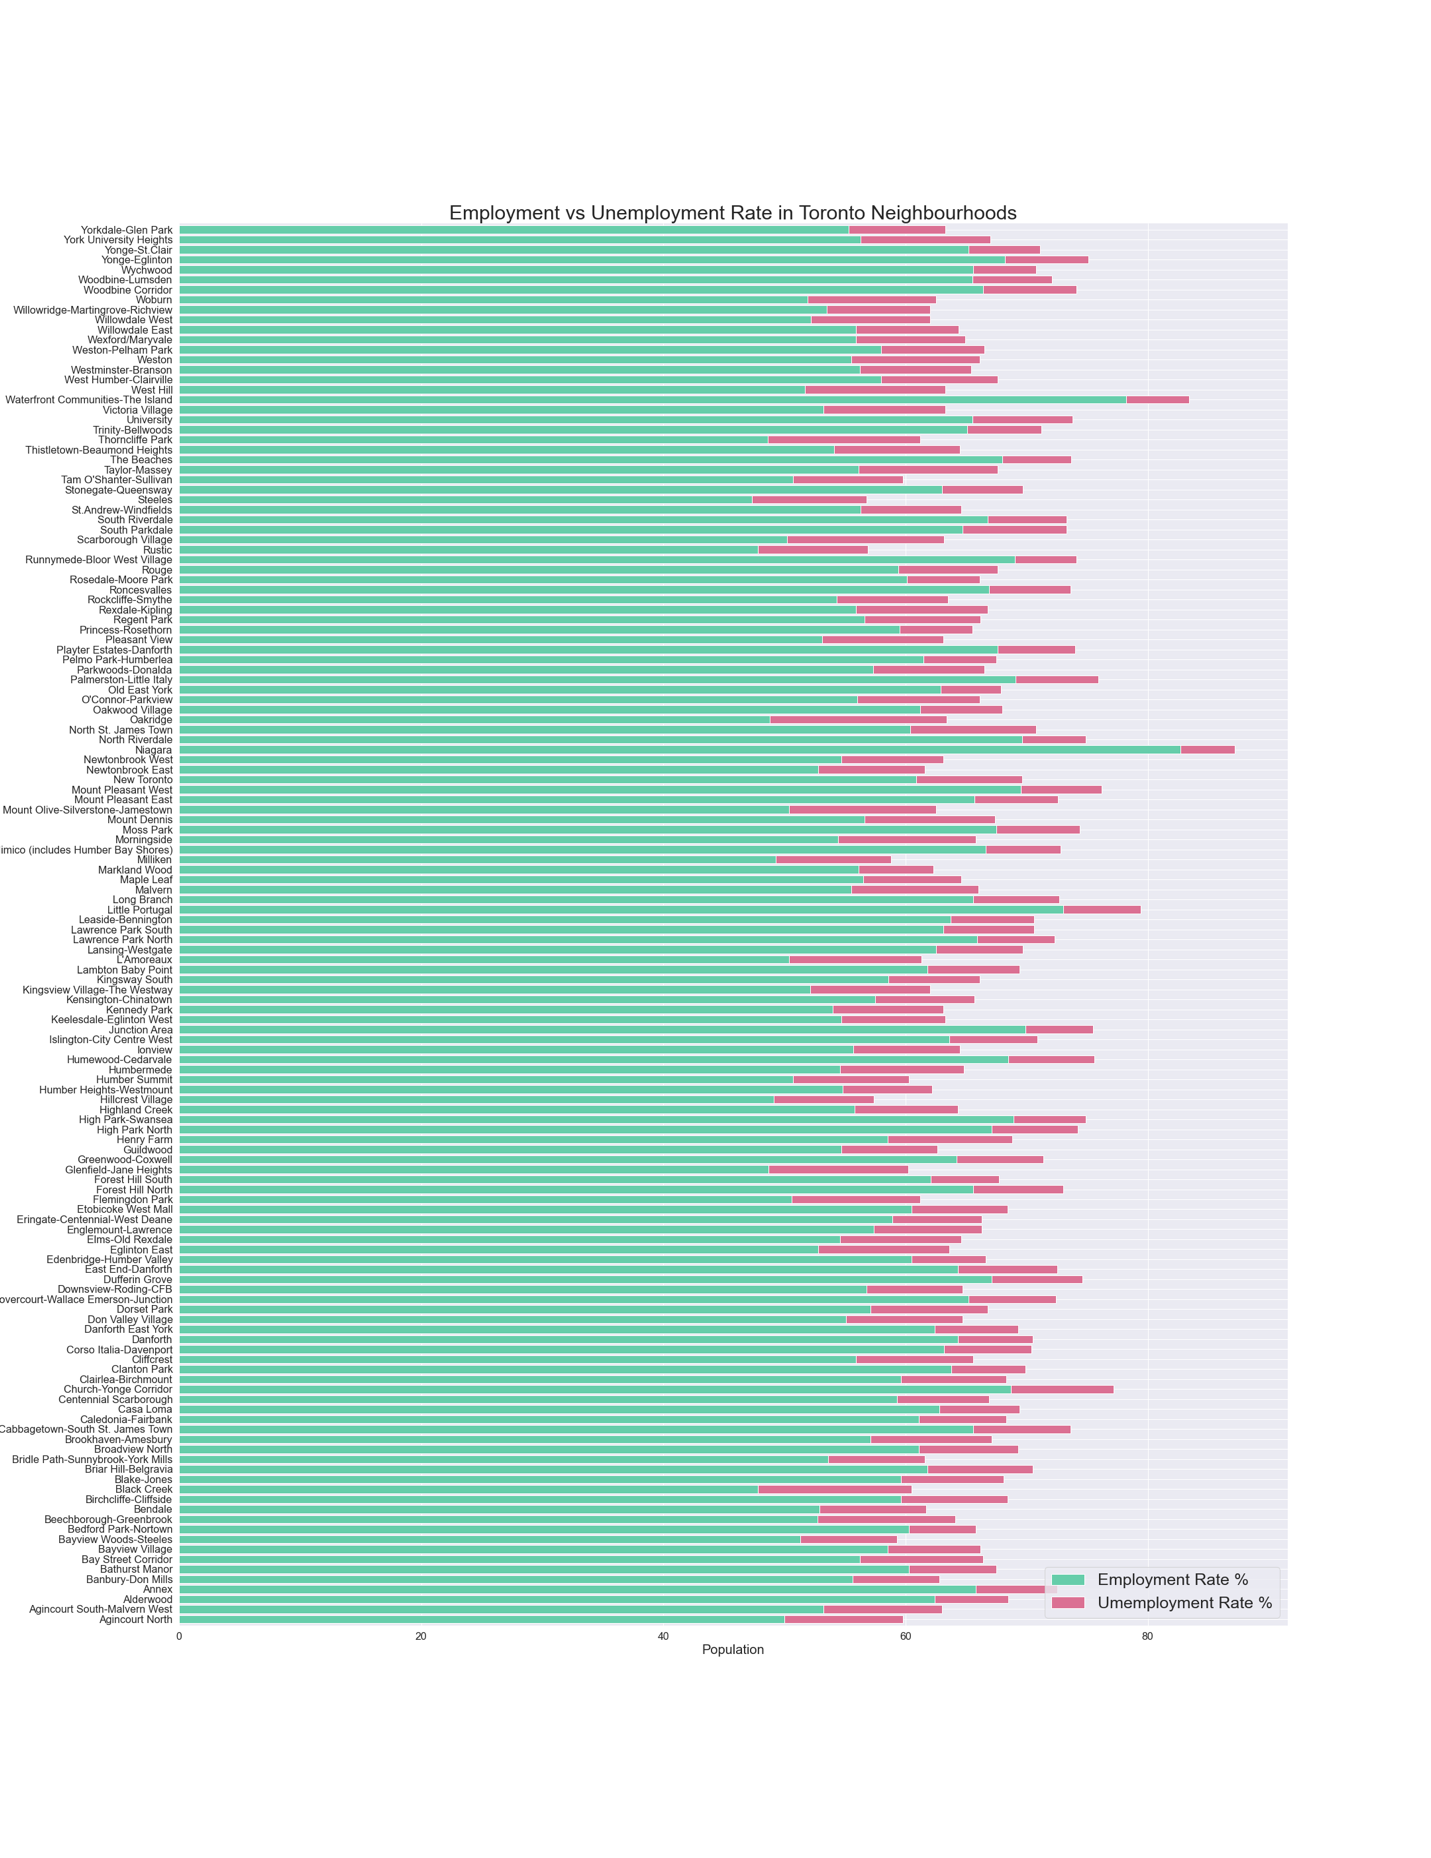 Employment vs Unemployment Rate in Toronto Neighbourhoods
Yorkdale-Glen Park
York University Heights
Yonge-St.Clair
Yonge-Eglinton
Wychwood
Woodbine-Lumsden
Woodbine Corridor
Woburn
Willowridge-Martingrove-Richview
Willowdale West
Willowdale East
Wexford/Maryvale
Weston-Pelham Park
Weston
Westminster-Branson
West Humber-Clairville
West Hill
Waterfront Communities-The Island
Victoria Village
University
Trinity-Bellwoods
Thorncliffe Park
Thistletown-Beaumond Heights
The Beaches
Taylor-Massey
Tam O'Shanter-Sullivan
Stonegate-Queensway
Steeles
St.Andrew-Windfields
South Riverdale
South Parkdale
Scarborough Village
Rustic
Runnymede-Bloor West Village
Rouge
Rosedale-Moore Park
Roncesvalles
Rockcliffe-Smythe
Rexdale-Kipling
Regent Park
Princess-Rosethorn
Pleasant View
Playter Estates-Danforth
Pelmo Park-Humberlea
Parkwoods-Donalda
Palmerston-Little Italy
Old East York
O'Connor-Parkview
Oakwood Village
Oakridge
North St. James Town
North Riverdale
Niagara
Newtonbrook West
Newtonbrook East
New Toronto
Mount Pleasant West
Mount Pleasant East
Mount Olive-Silverstone-Jamestown
Mount Dennis
Moss Park
Morningside
imico (includes Humber Bay Shores)
Milliken
Markland Wood
Maple Leaf
Malvern
Long Branch
Little Portugal
Leaside-Bennington
Lawrence Park South
Lawrence Park North
Lansing-Westgate
L'Amoreaux
Lambton Baby Point
Kingsway South
Kingsview Village-The Westway
Kensington-Chinatown
Kennedy Park
Keelesdale-Eglinton West
Junction Area
Islington-City Centre West
Ionview
Humewood-Cedarvale
Humbermede
Humber Summit
Humber Heights-Westmount
Hillcrest Village
Highland Creek
High Park-Swansea
High Park North
Henry Farm
Guildwood
Greenwood-Coxwell
Glenfield-Jane Heights
Forest Hill South
Forest Hill North
Flemingdon Park
Etobicoke West Mall
Eringate-Centennial-West Deane
Englemount-Lawrence
Elms-Old Rexdale
Eglinton East
Edenbridge-Humber Valley
East End-Danforth
Dufferin Grove
Downsview-Roding-CFB
overcourt-Wallace Emerson-Junction
Dorset Park
Don Valley Village
Danforth East York
Danforth
Corso Italia-Davenport
Cliffcrest
Clanton Park
Clairlea-Birchmount
Church-Yonge Corridor
Centennial Scarborough
Casa Loma
Caledonia-Fairbank
Cabbagetown-South St. James Town
Brookhaven-Amesbury
Broadview North
Bridle Path-Sunnybrook-York Mills
Briar Hill-Belgravia
Blake-Jones
Black Creek
Birchcliffe-Cliffside
Bendale
Beechborough-Greenbrook
Bedford Park-Nortown
Bayview Woods-Steeles
Bayview Village
Bay Street Corridor
Bathurst Manor
Banbury-Don Mills
Annex
Alderwood
Agincourt South-Malvern West
Agincourt North
Employment Rate %
Umemployment Rate %
0 20 40 60 80
Population